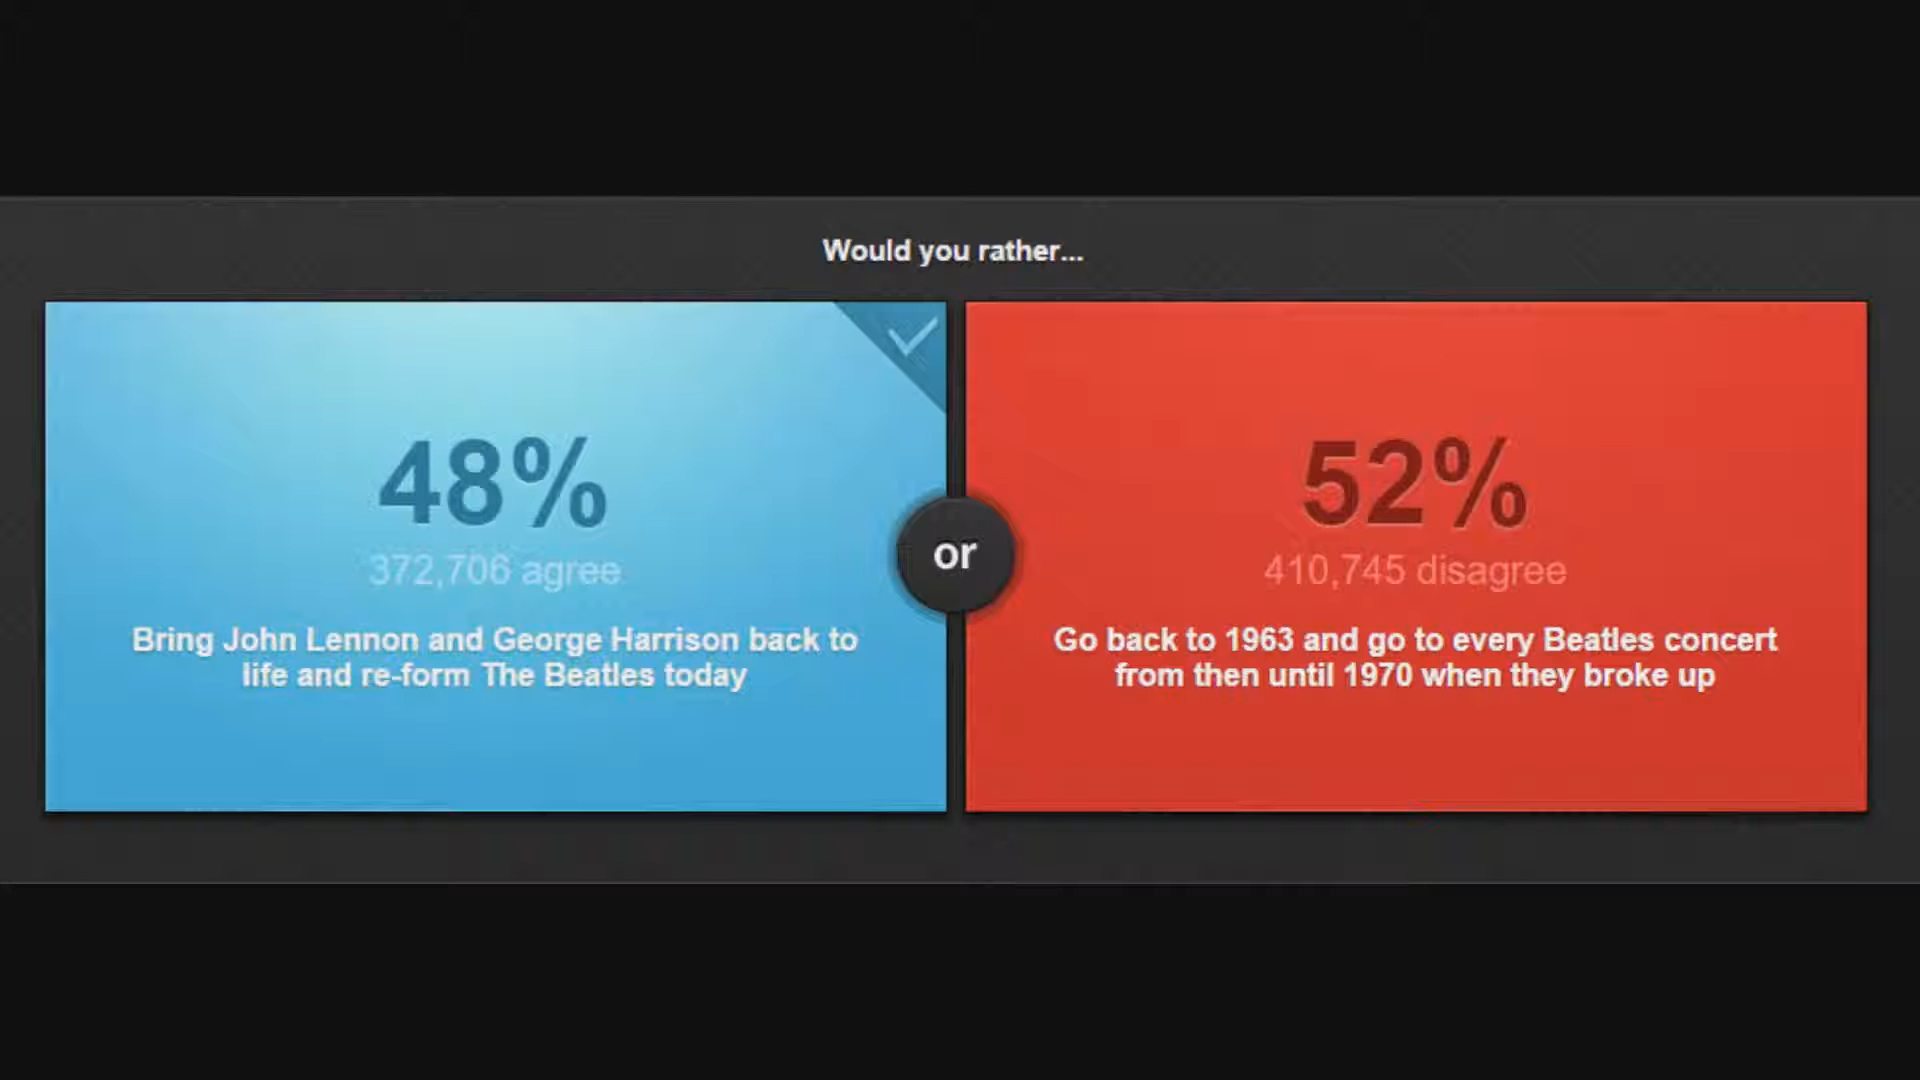 Would you rather...
48%
372,706 agree
Bring John Lennon and George Harrison back to
life and re-form The Beatles today
or
52%
410,745 disagree
Go back to 1963 and go to every Beatles concert
from then until 1970 when they broke up